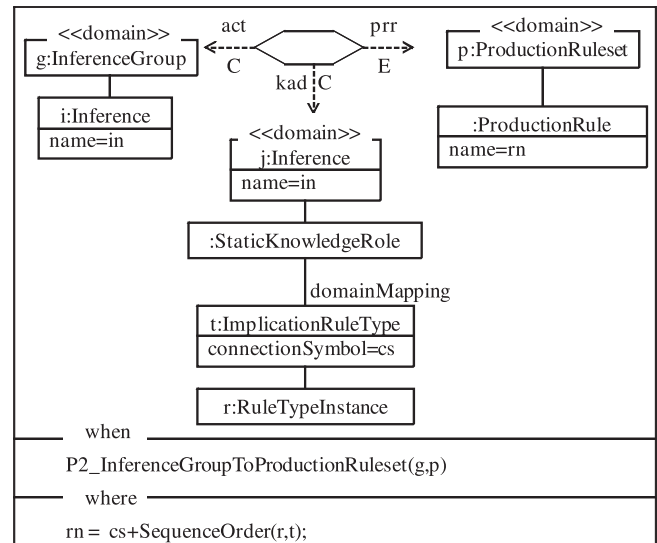 <<domain>>
g:InferenceGroup
i:Inference
name=in
act
C
prr
E
kad C
<<domain>>
p:ProductionRuleset
:ProductionRule
name=rn
<<domain>>
j:Inference
name=in
:StaticKnowledgeRole
domainMapping
t:ImplicationRuleType
connectionSymbol=cs
r:RuleTypeInstance
when
P2_InferenceGroupToProductionRuleset(g,p)
where
rn = cs+SequenceOrder(r,t);